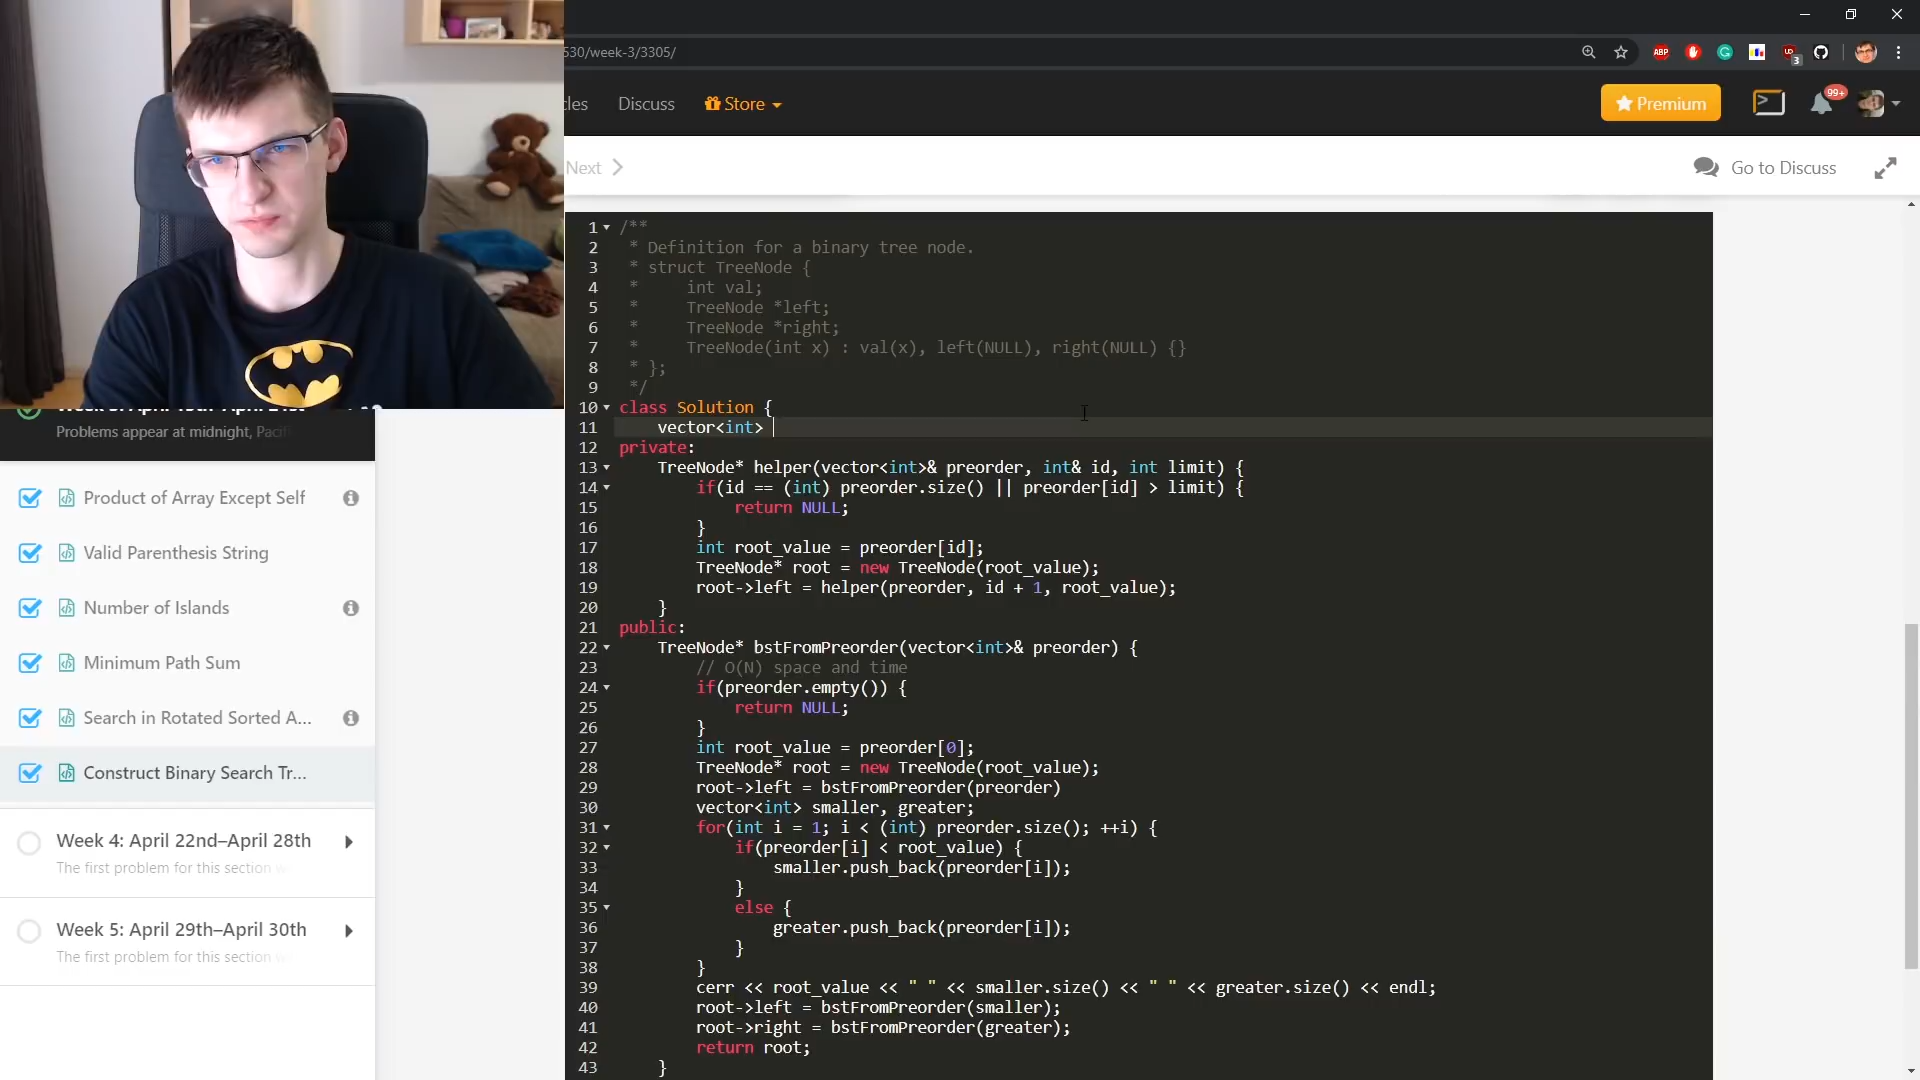 530/week-3/3305/
ABP
UD
3
cles
Discuss
Store
Premium
99+
Next
Go to Discuss
Problems appear at midnight, Pacif
Product of Array Except Self
Valid Parenthesis String
Number of Islands
Minimum Path Sum
Search in Rotated Sorted A...
Construct Binary Search Tr...
Week 4: April 22nd–April 28th
The first problem for this section w
Week 5: April 29th–April 30th
The first problem for this section w
1 /**
2 * Definition for a binary tree node.
3 * struct TreeNode {
4 *     int val;
5 *     TreeNode *left;
6 *     TreeNode *right;
7 *     TreeNode(int x) : val(x), left(NULL), right(NULL) {}
8 * };
9 */
10 class Solution {
11     vector<int>
12 private:
13     TreeNode* helper(vector<int>& preorder, int& id, int limit) {
14         if(id == (int) preorder.size() || preorder[id] > limit) {
15             return NULL;
16         }
17         int root_value = preorder[id];
18         TreeNode* root = new TreeNode(root_value);
19         root->left = helper(preorder, id + 1, root_value);
20     }
21 public:
22     TreeNode* bstFromPreorder(vector<int>& preorder) {
23         // O(N) space and time
24         if(preorder.empty()) {
25             return NULL;
26         }
27         int root_value = preorder[0];
28         TreeNode* root = new TreeNode(root_value);
29         root->left = bstFromPreorder(preorder)
30         vector<int> smaller, greater;
31         for(int i = 1; i < (int) preorder.size(); ++i) {
32             if(preorder[i] < root_value) {
33                 smaller.push_back(preorder[i]);
34             }
35             else {
36                 greater.push_back(preorder[i]);
37             }
38         }
39         cerr << root_value << " " << smaller.size() << " " << greater.size() << endl;
40         root->left = bstFromPreorder(smaller);
41         root->right = bstFromPreorder(greater);
42         return root;
43     }